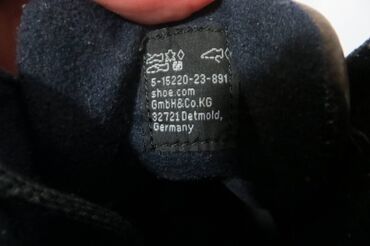 5-15220-23-891
shoe.com
GmbH&Co.KG
32721 Detmold,
Germany